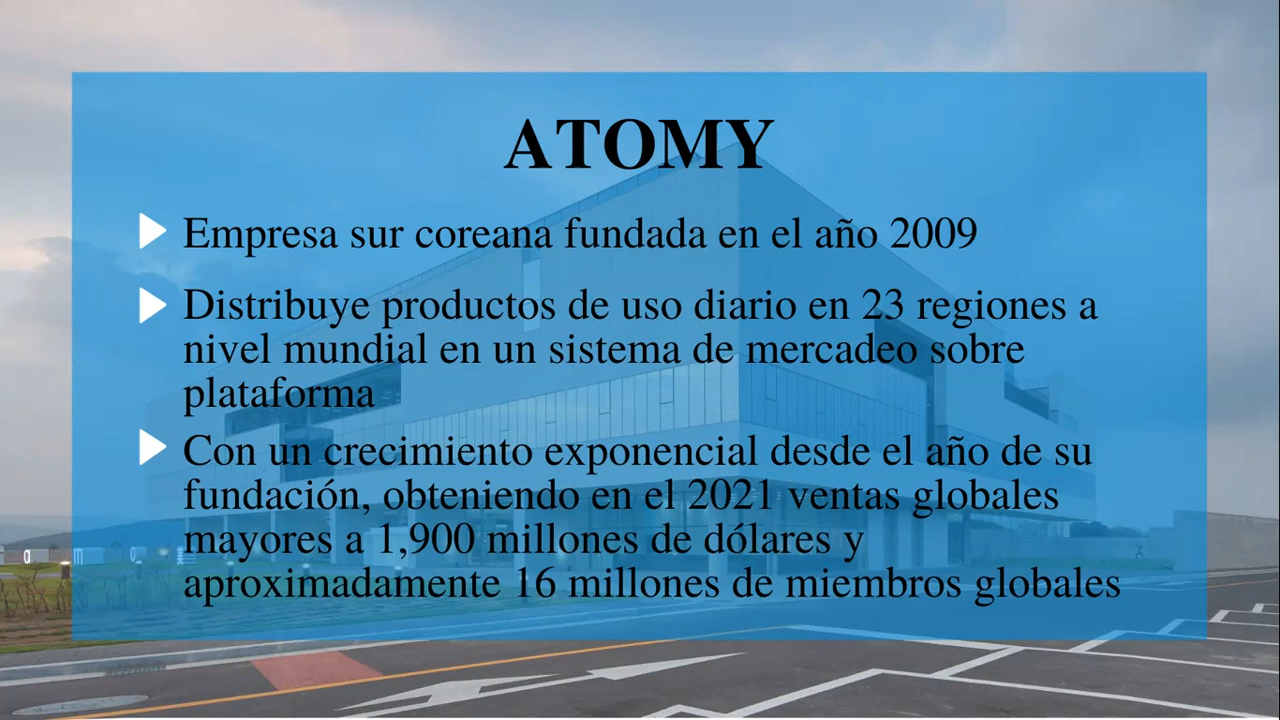 ATOMY
Empresa sur coreana fundada en el año 2009
Distribuye productos de uso diario en 23 regiones a
nivel mundial en un sistema de mercadeo sobre
plataforma
Con un crecimiento exponencial desde el año de su
fundación, obteniendo en el 2021 ventas globales
mayores a 1,900 millones de dólares y
aproximadamente 16 millones de miembros globales